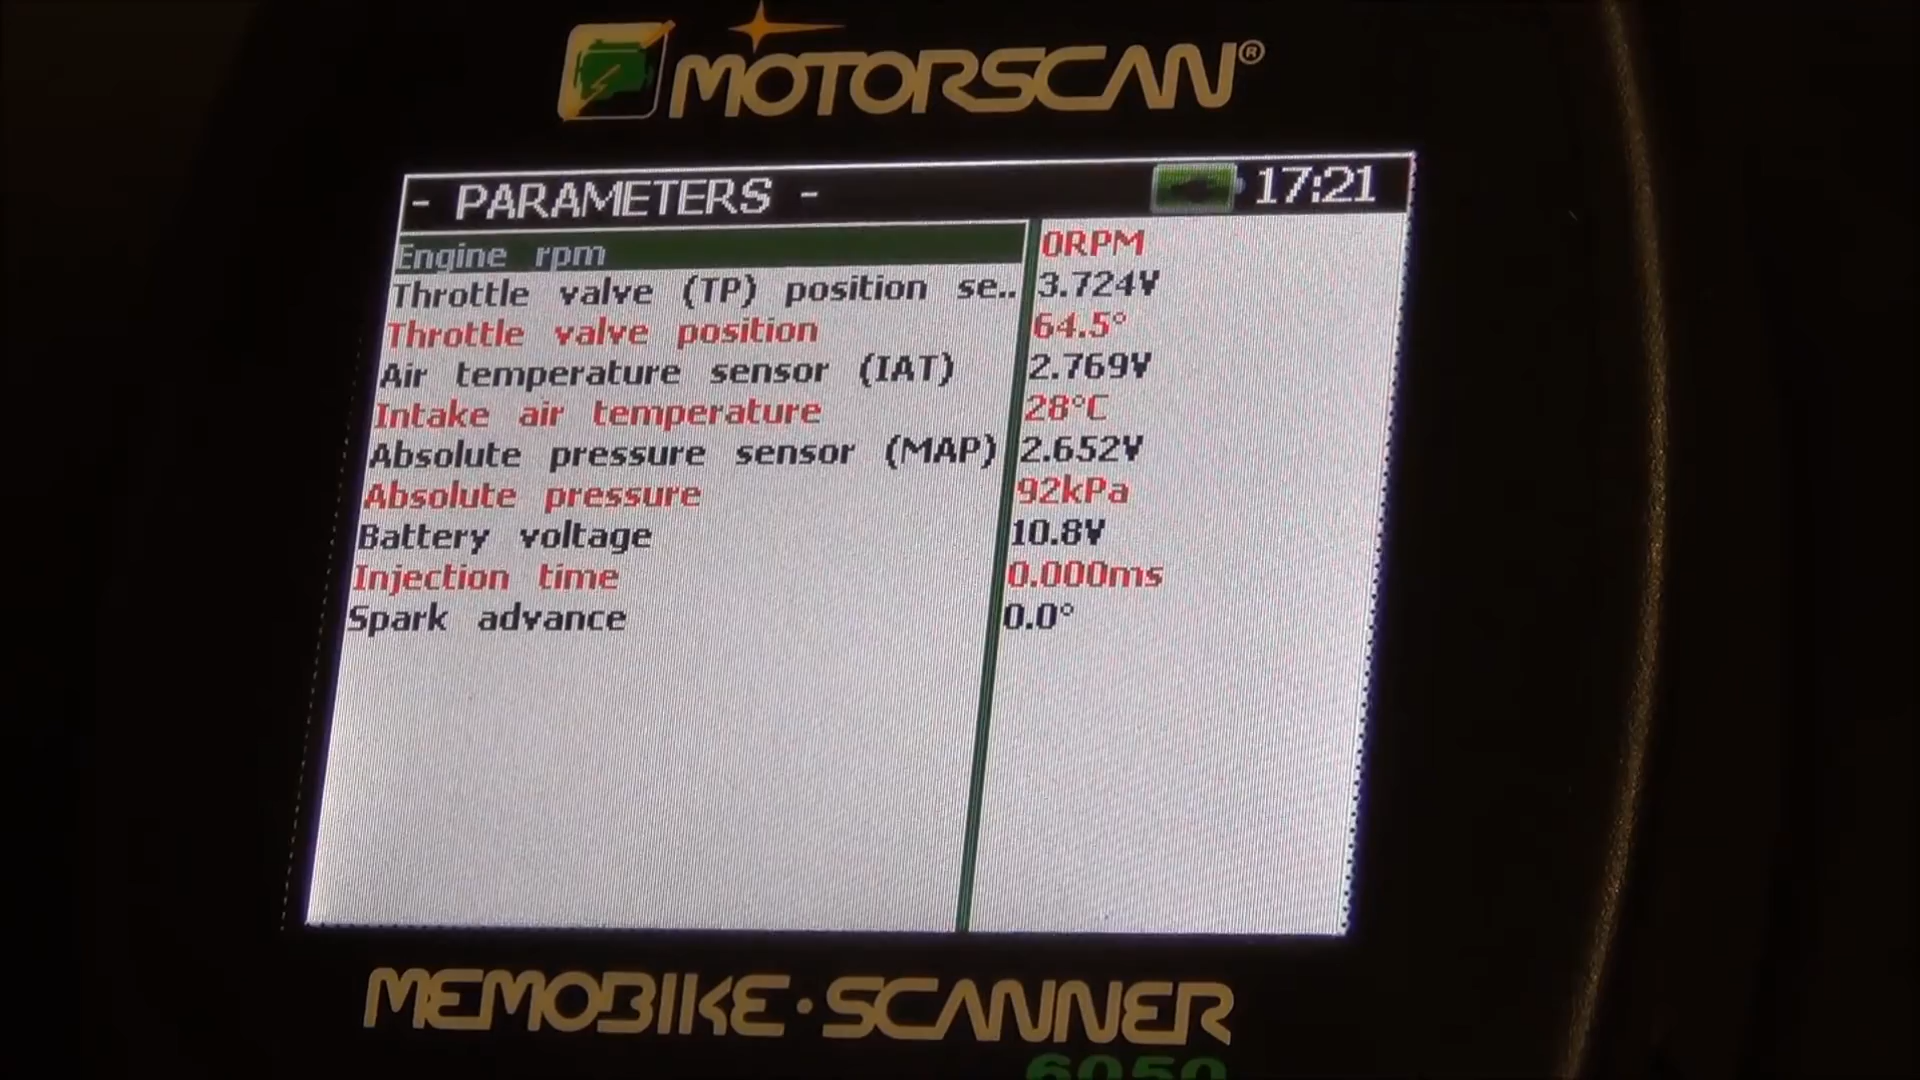 MOTORSCAN®
- PARAMETERS - 17:21
Engine rpm 0RPM
Throttle valve (TP) position se.. 3.724V
Throttle valve position 64.5°
Air temperature sensor (IAT) 2.769V
Intake air temperature 28°C
Absolute pressure sensor (MAP) 2.652V
Absolute pressure 92kPa
Battery voltage 10.8V
Injection time 0.000ms
Spark advance 0.0°
MEMOBIKE·SCANNER
6050